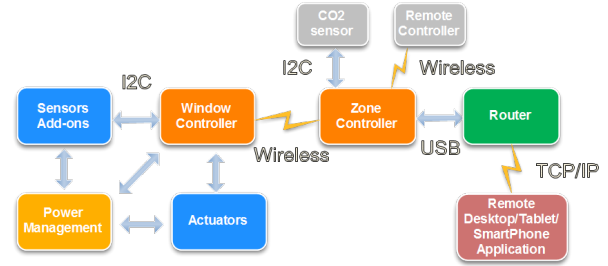 CO2
sensor
Remote
Controller
I2C
I2C
Wireless
Sensors
Add-ons
Window
Controller
Zone
Controller
Router
Wireless
USB
TCP/IP
Power
Management
Actuators
Remote
Desktop/Tablet/
SmartPhone
Application